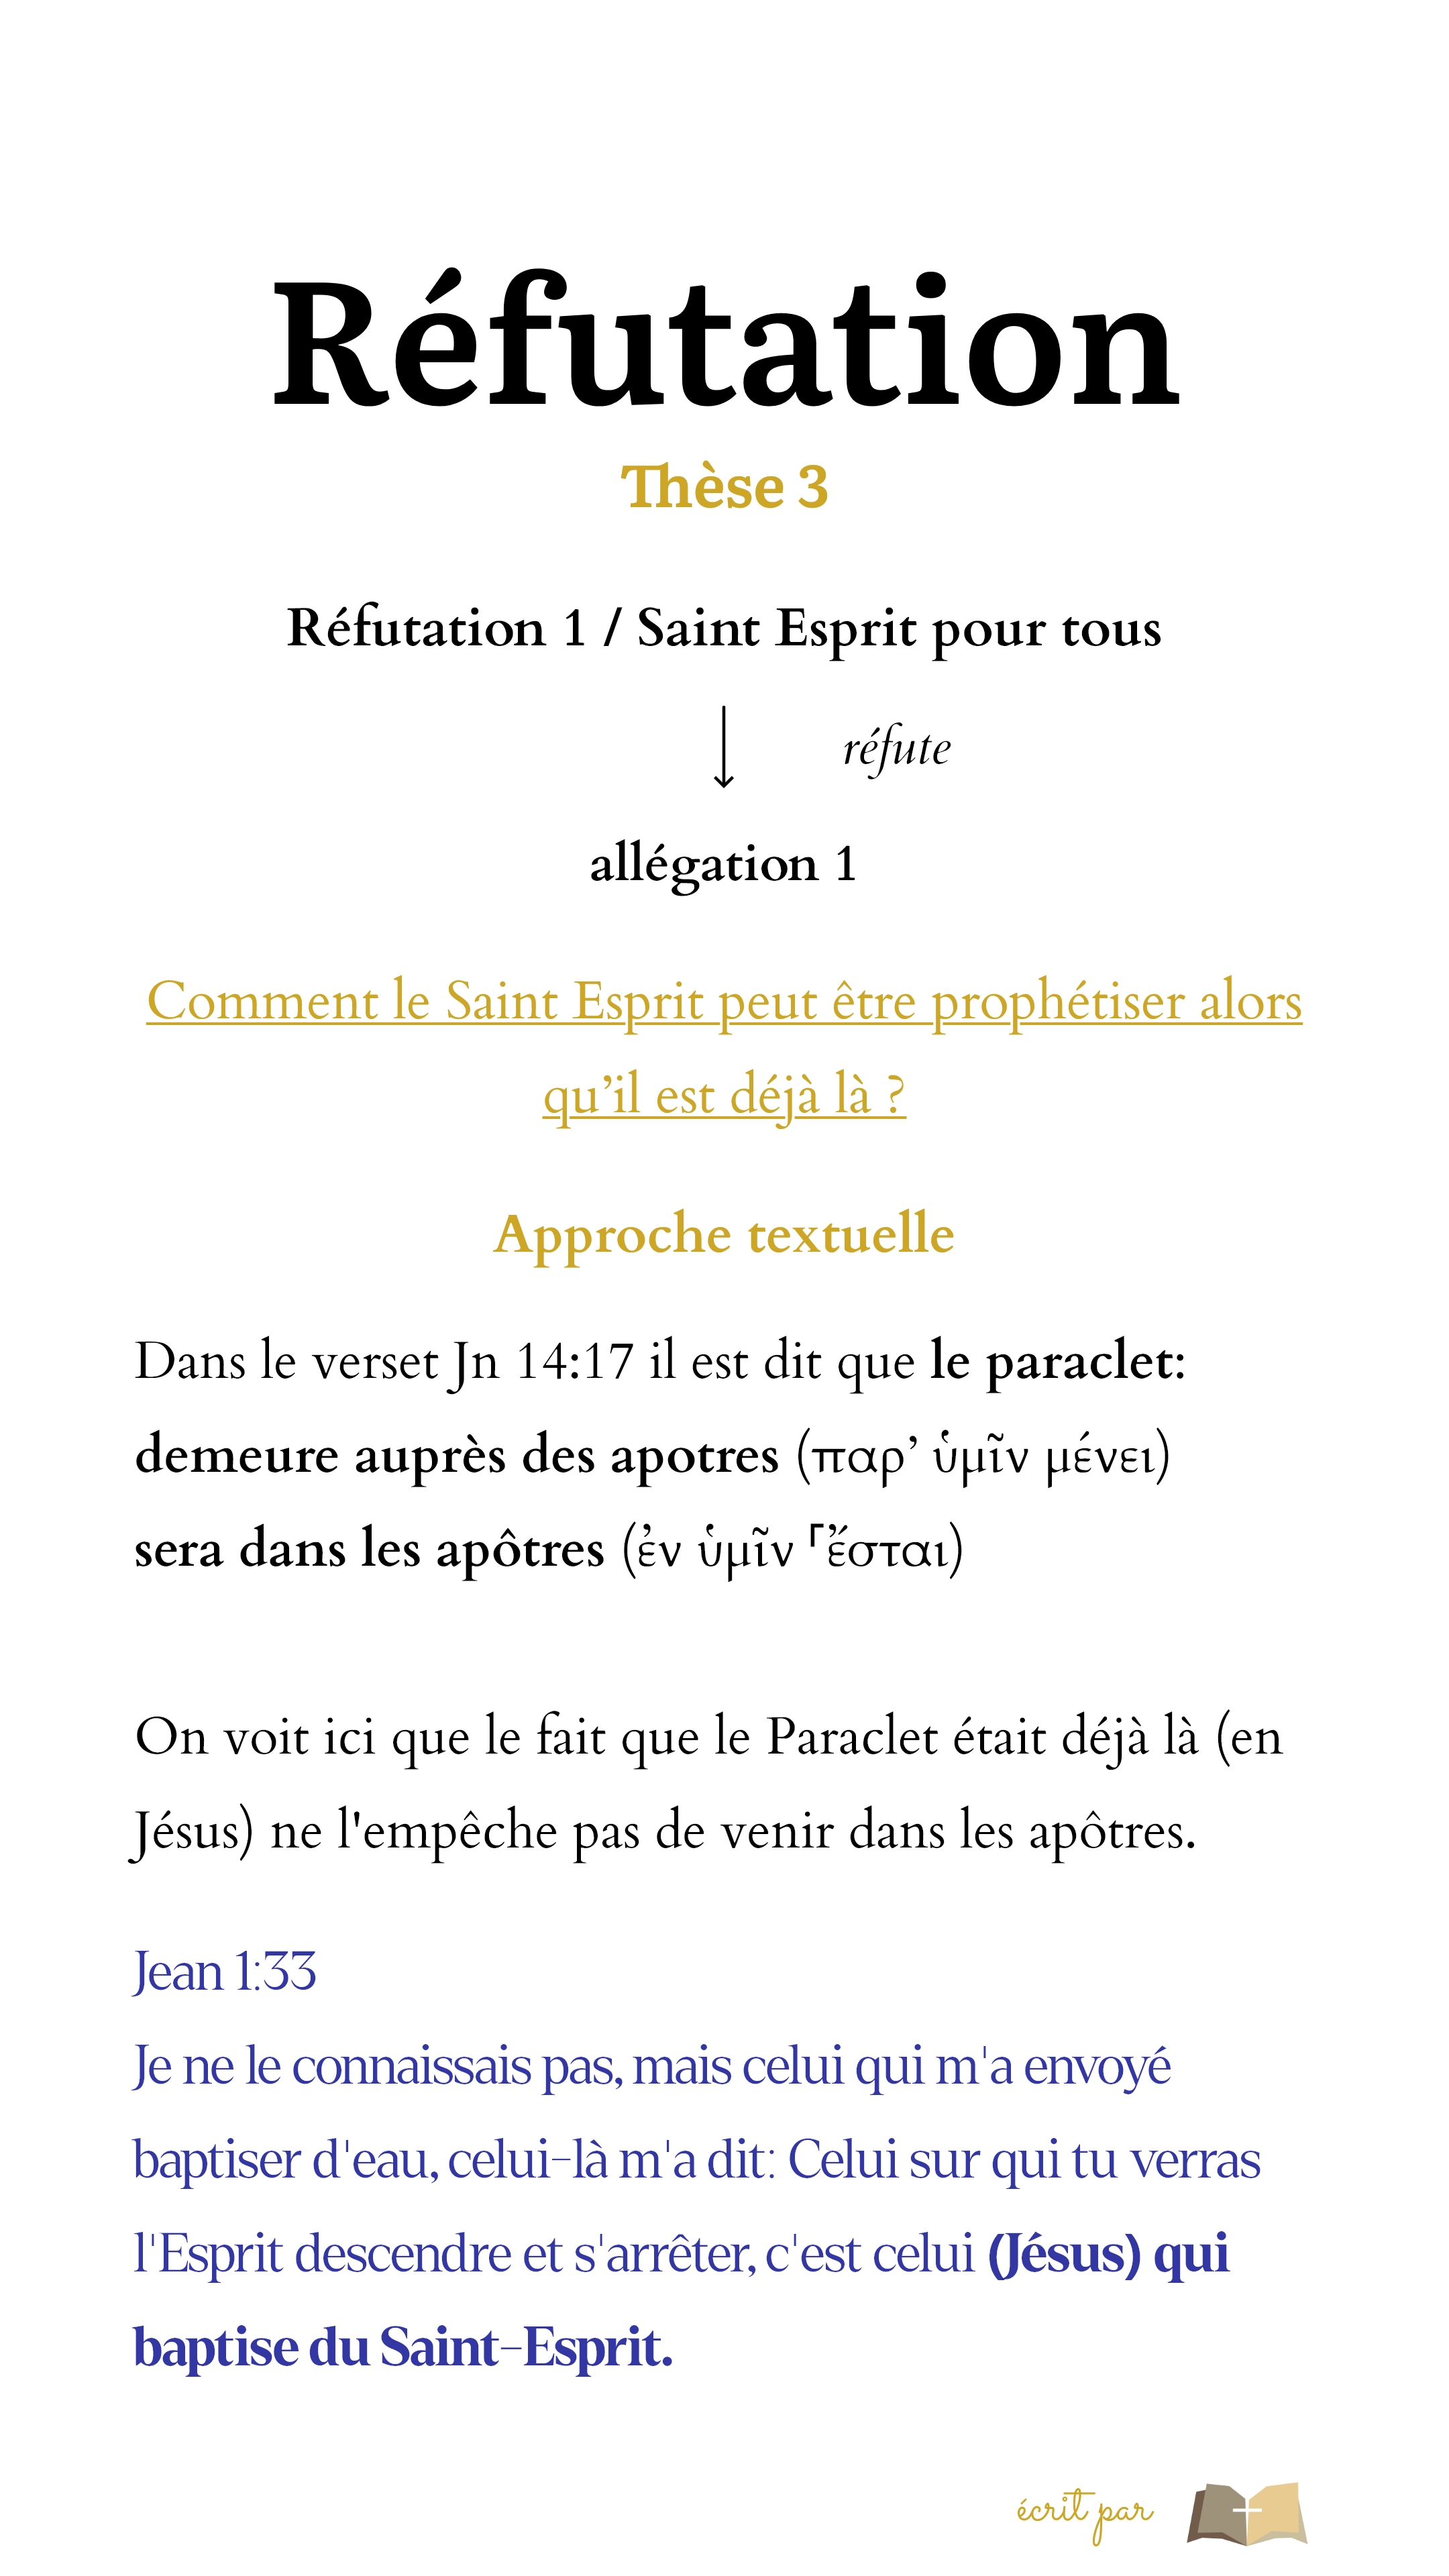 Réfutation
Thèse 3
Réfutation 1 / Saint Esprit pour tous
réfute
allégation 1
Comment le Saint Esprit peut être prophétiser alors
qu’il est déjà là ?
Approche textuelle
Dans le verset Jn 14:17 il est dit que le paraclet:
demeure auprès des apotres (παρ’ ὑμῖν μένει)
sera dans les apôtres (ἐν ὑμῖν ⸀ἔσται)
On voit ici que le fait que le Paraclet était déjà là (en
Jésus) ne l'empêche pas de venir dans les apôtres.
Jean 1:33
Je ne le connaissais pas, mais celui qui m'a envoyé
baptiser d'eau, celui-là m'a dit: Celui sur qui tu verras
l'Esprit descendre et s'arrêter, c'est celui (Jésus) qui
baptise du Saint-Esprit.
écrit par